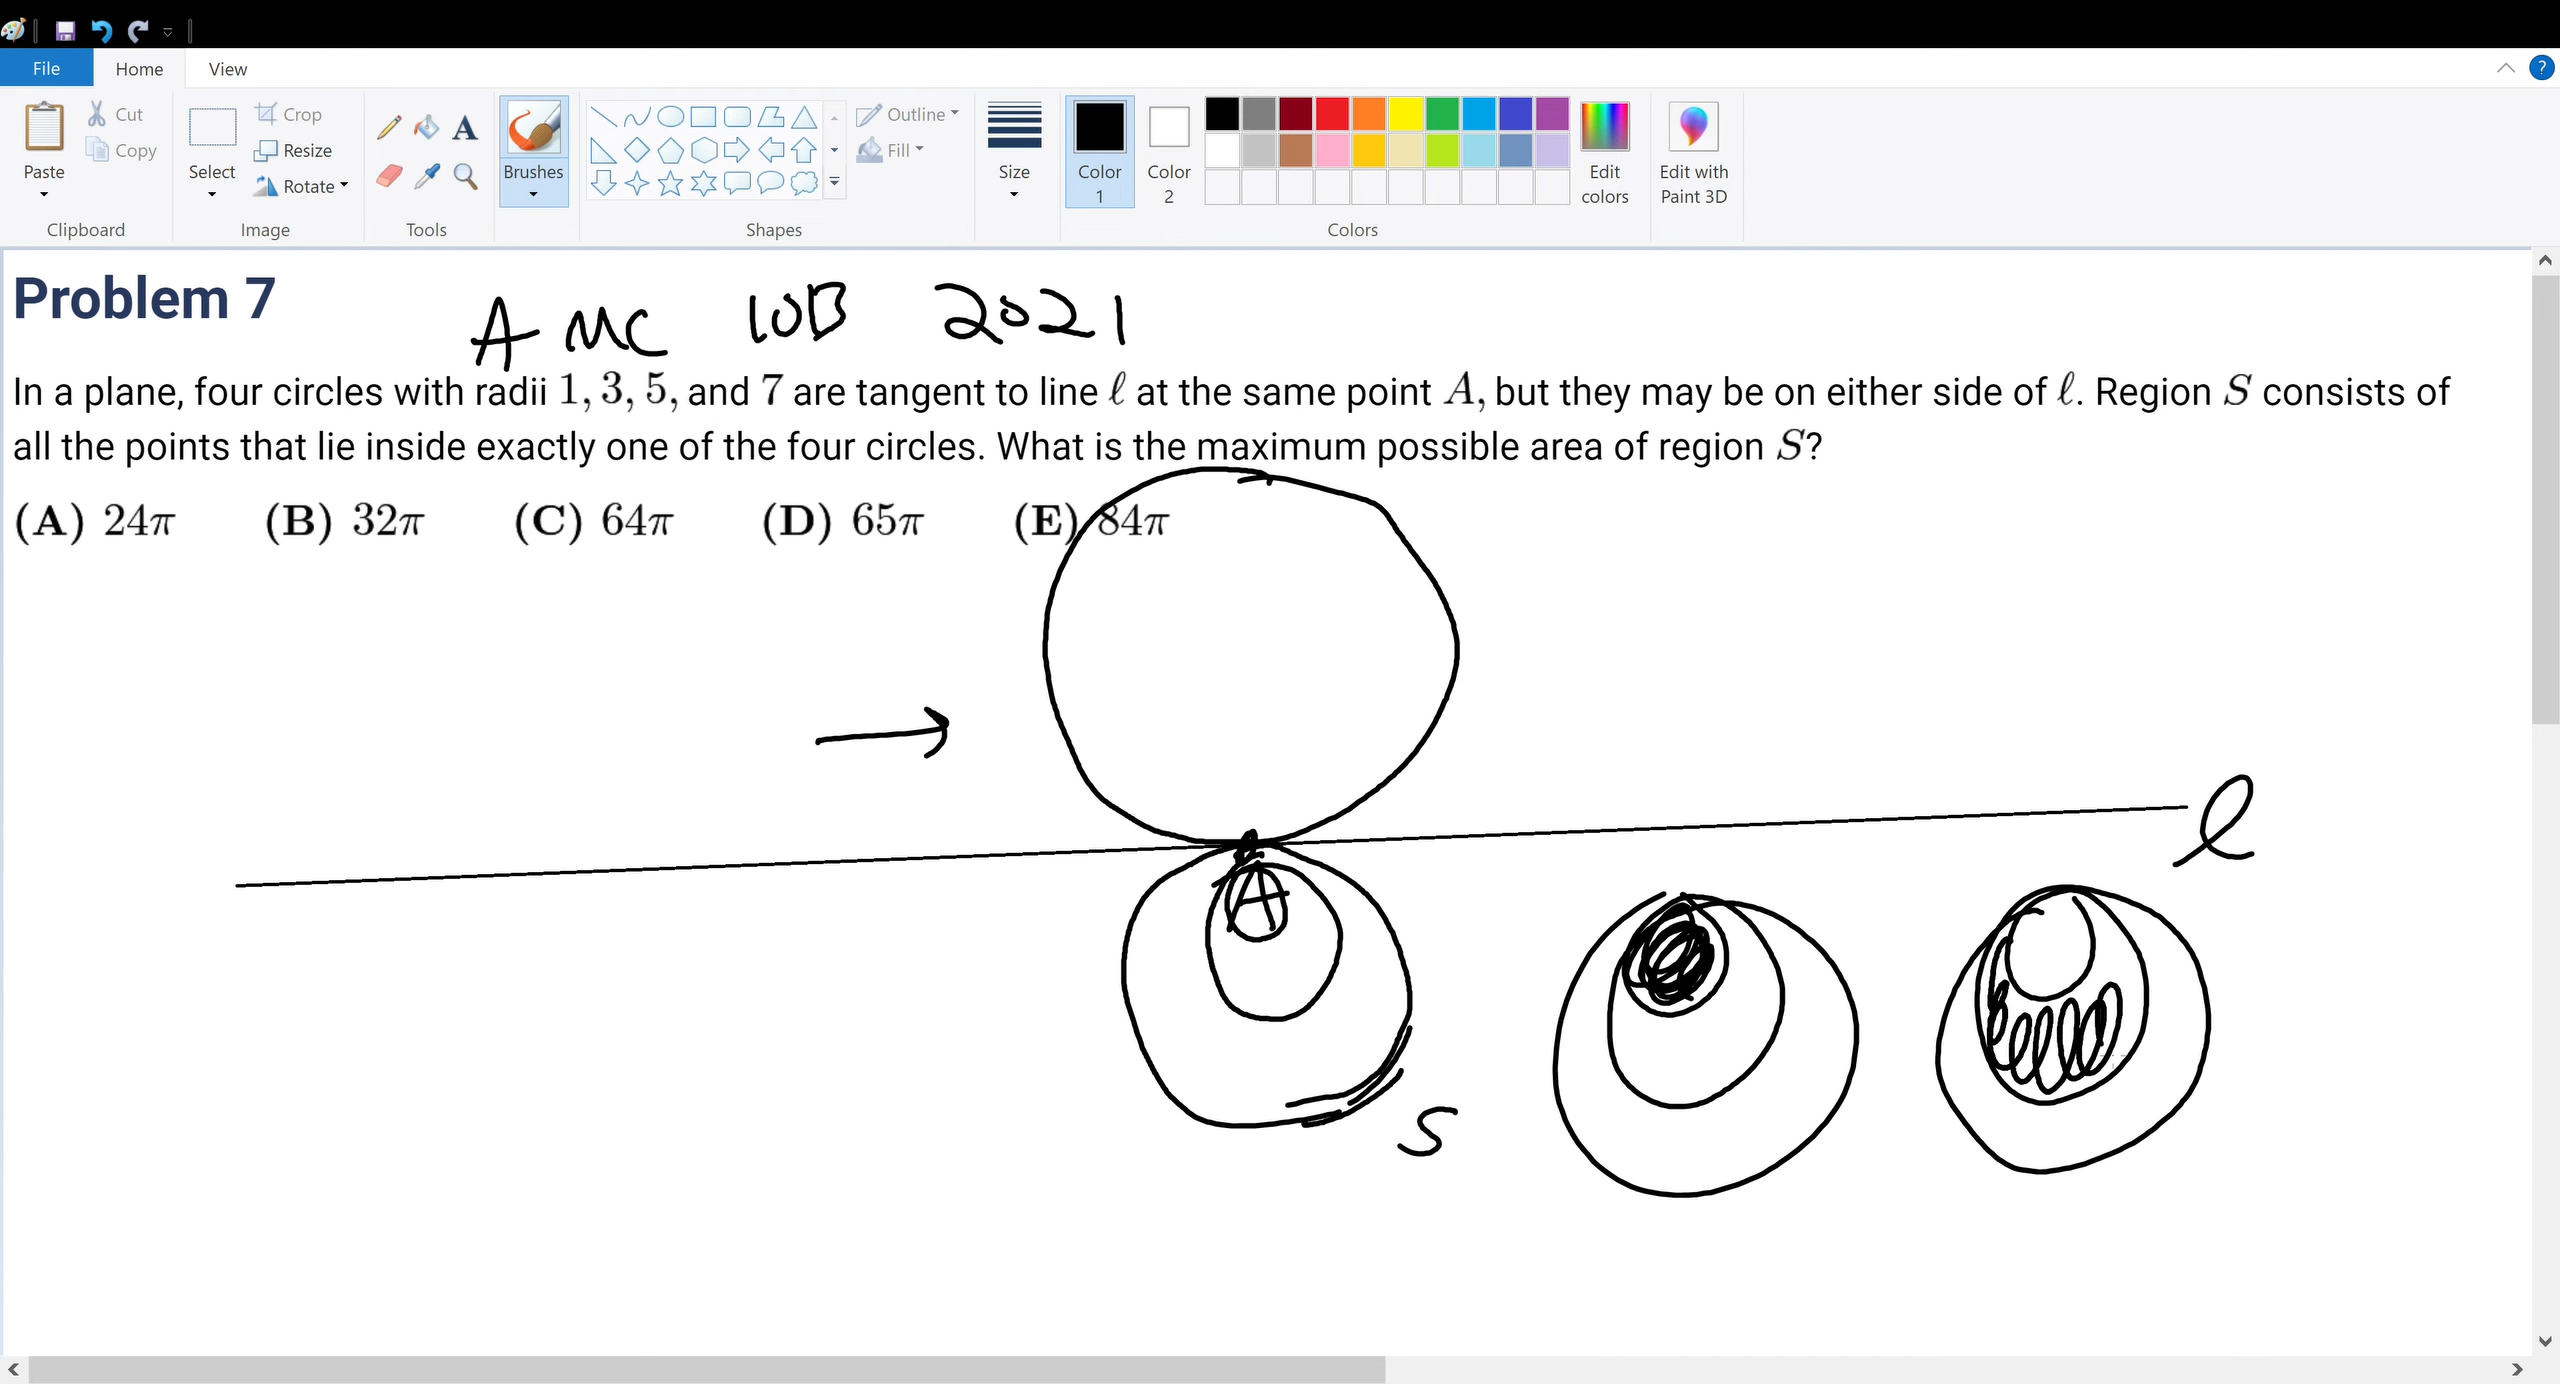 File Home View
Paste Cut Copy Select Crop Resize Rotate A Brushes Outline Fill Size Color 1 Color 2 Edit colors Edit with Paint 3D ?
Clipboard Image Tools Shapes Colors
Problem 7
AMC 10B 2021
In a plane, four circles with radii 1, 3, 5, and 7 are tangent to line ℓ at the same point A, but they may be on either side of ℓ. Region S consists of
all the points that lie inside exactly one of the four circles. What is the maximum possible area of region S?
(A) 24π (B) 32π (C) 64π (D) 65π (E) 84π
ℓ
A
S